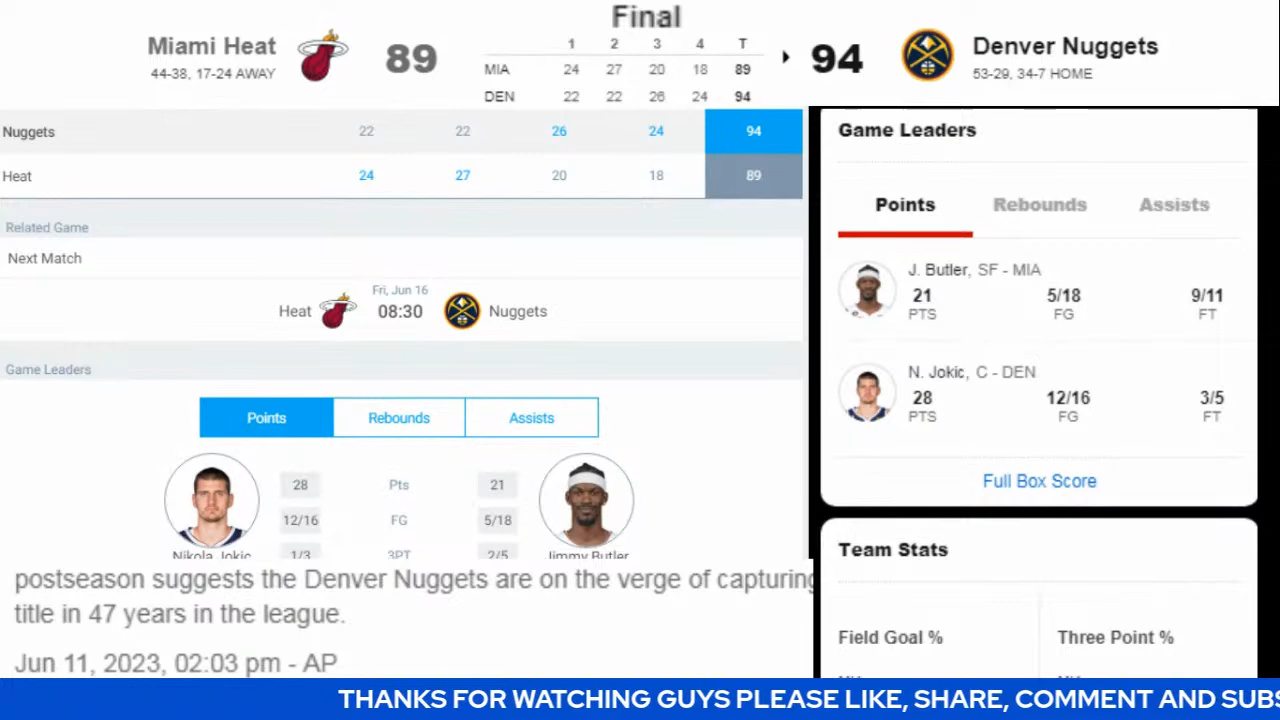 Final
Miami Heat
44-38, 17-24 AWAY
89
1 2 3 4 T
MIA 24 27 20 18 89
DEN 22 22 26 24 94
94
Denver Nuggets
53-29, 34-7 HOME
Nuggets 22 22 26 24 94
Heat 24 27 20 18 89
Related Game
Next Match
Fri, Jun 16
Heat 08:30 Nuggets
Game Leaders
Points Rebounds Assists
28 Pts 21
12/16 FG 5/18
1/3 3PT 2/5
Nikola Jokic Jimmy Butler
postseason suggests the Denver Nuggets are on the verge of capturing
title in 47 years in the league.
Jun 11, 2023, 02:03 pm - AP
Game Leaders
Points Rebounds Assists
J. Butler, SF - MIA
21 5/18 9/11
PTS FG FT
N. Jokic, C - DEN
28 12/16 3/5
PTS FG FT
Full Box Score
Team Stats
Field Goal % Three Point %
THANKS FOR WATCHING GUYS PLEASE LIKE, SHARE, COMMENT AND SUBS